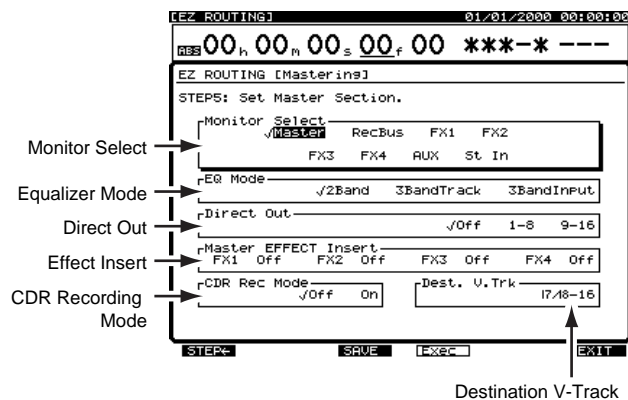 [EZ ROUTING] 01/01/2000 00:00:00
ABS 00h 00m 00s 00f 00 ***-* ---
EZ ROUTING [Mastering]
STEP5: Set Master Section.
Monitor Select
√Master RecBus FX1 FX2
FX3 FX4 AUX St In
Monitor Select
EQ Mode
√2Band 3BandTrack 3BandInput
Equalizer Mode
Direct Out
√Off 1-8 9-16
Direct Out
Master EFFECT Insert
FX1 Off FX2 Off FX3 Off FX4 Off
Effect Insert
CDR Rec Mode Dest. V.Trk
√Off On 17/18-16
CDR Recording
Mode
STEP← SAVE Exec EXIT
Destination V-Track